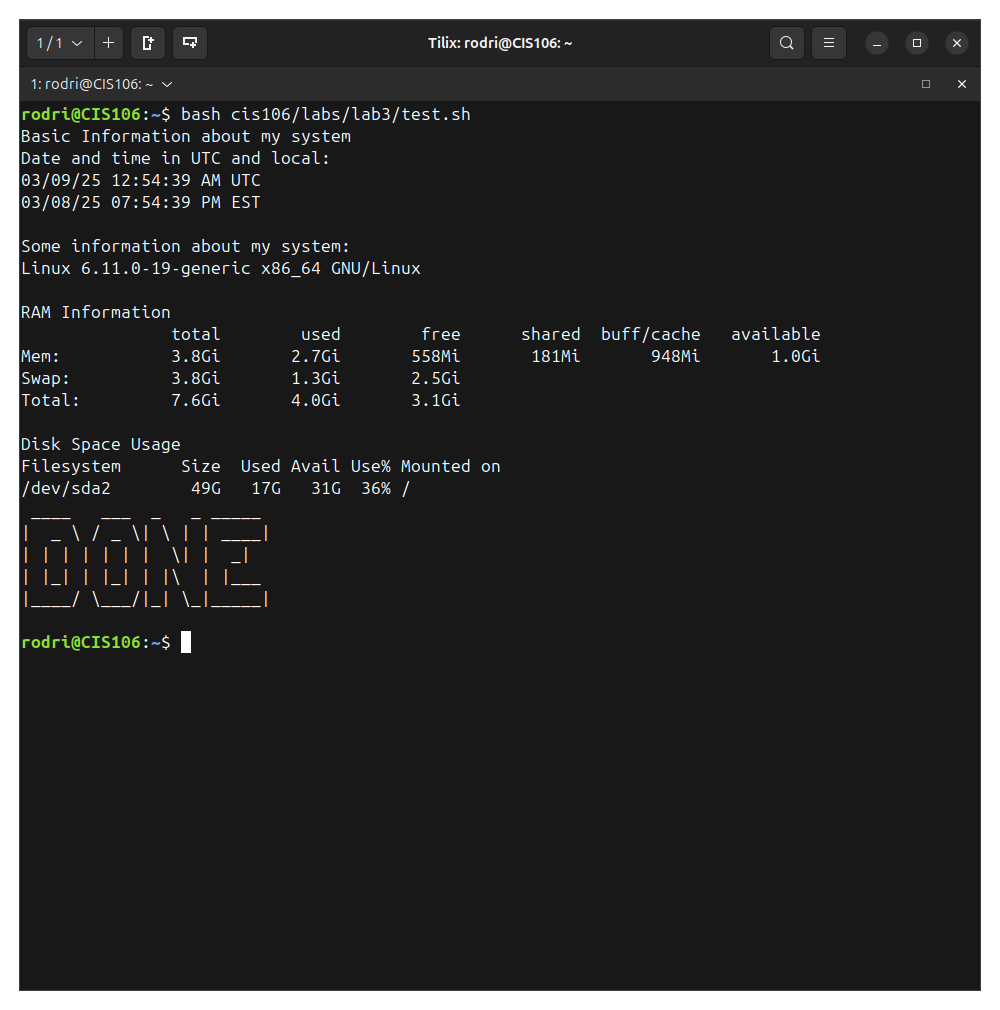 1 / 1
Tilix: rodri@CIS106: ~
1: rodri@CIS106: ~
rodri@CIS106:~$ bash cis106/labs/lab3/test.sh
Basic Information about my system
Date and time in UTC and local:
03/09/25 12:54:39 AM UTC
03/08/25 07:54:39 PM EST

Some information about my system:
Linux 6.11.0-19-generic x86_64 GNU/Linux

RAM Information
               total        used        free      shared  buff/cache   available
Mem:           3.8Gi       2.7Gi       558Mi       181Mi       948Mi       1.0Gi
Swap:          3.8Gi       1.3Gi       2.5Gi
Total:         7.6Gi       4.0Gi       3.1Gi

Disk Space Usage
Filesystem      Size  Used Avail Use% Mounted on
/dev/sda2        49G   17G   31G  36% /
 ____   ___  _   _ _____
|  _ \ / _ \| \ | | ____|
| | | | | | |  \| |  _|
| |_| | |_| | |\  | |___
|____/ \___/|_| \_|_____|

rodri@CIS106:~$